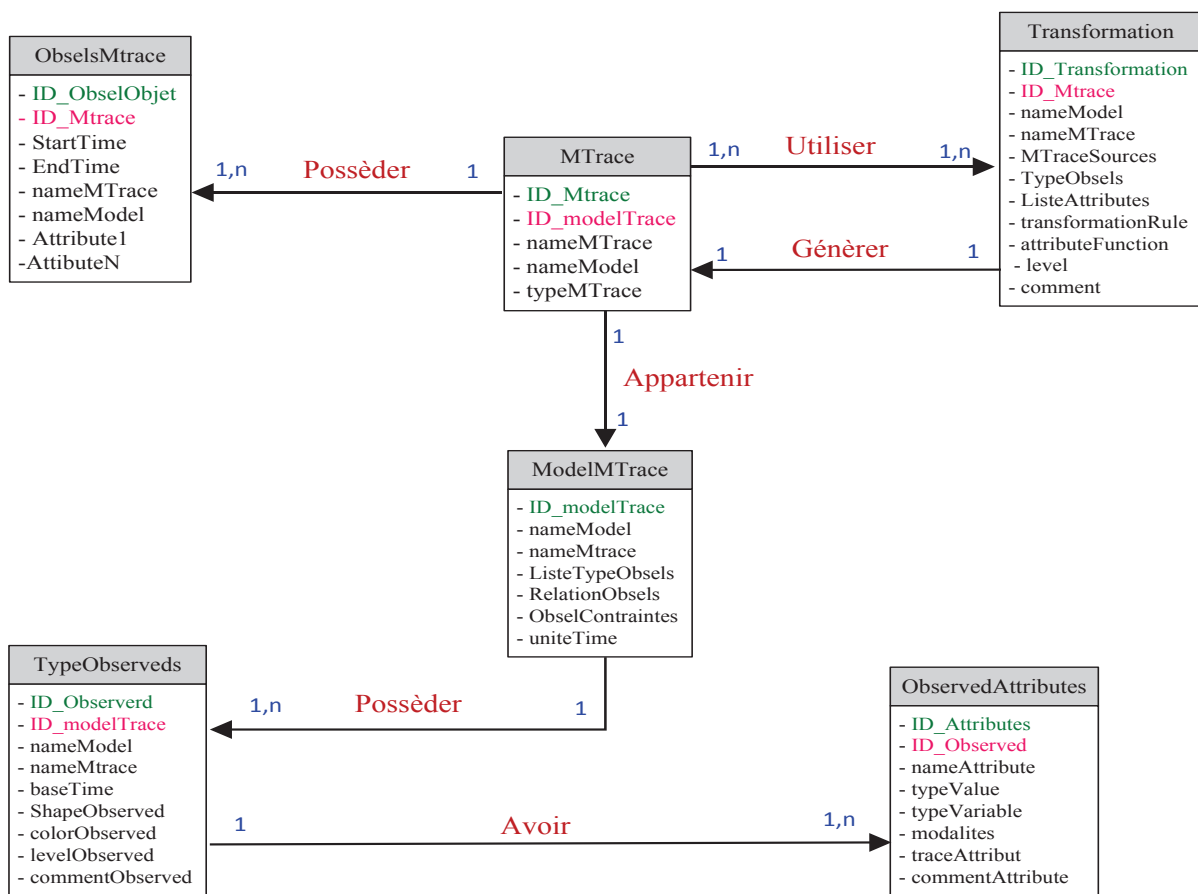 ObselsMtrace
- ID_ObselObjet
- ID_Mtrace
- StartTime
- EndTime
- nameMTrace
- nameModel
- Attribute1
-AttibuteN
1,n
Possèder
1
MTrace
- ID_Mtrace
- ID_modelTrace
- nameMTrace
- nameModel
- typeMTrace
1,n
Utiliser
1,n
1
Génèrer
1
Transformation
- ID_Transformation
- ID_Mtrace
- nameModel
- nameMTrace
- MTraceSources
- TypeObsels
- ListeAttributes
- transformationRule
- attributeFunction
- level
- comment
1
Appartenir
1
ModelMTrace
- ID_modelTrace
- nameModel
- nameMtrace
- ListeTypeObsels
- RelationObsels
- ObselContraintes
- uniteTime
1,n
Possèder
1
TypeObserveds
- ID_Observerd
- ID_modelTrace
- nameModel
- nameMtrace
- baseTime
- ShapeObserved
- colorObserved
- levelObserved
- commentObserved
1
Avoir
1,n
ObservedAttributes
- ID_Attributes
- ID_Observed
- nameAttribute
- typeValue
- typeVariable
- modalites
- traceAttribut
- commentAttribute